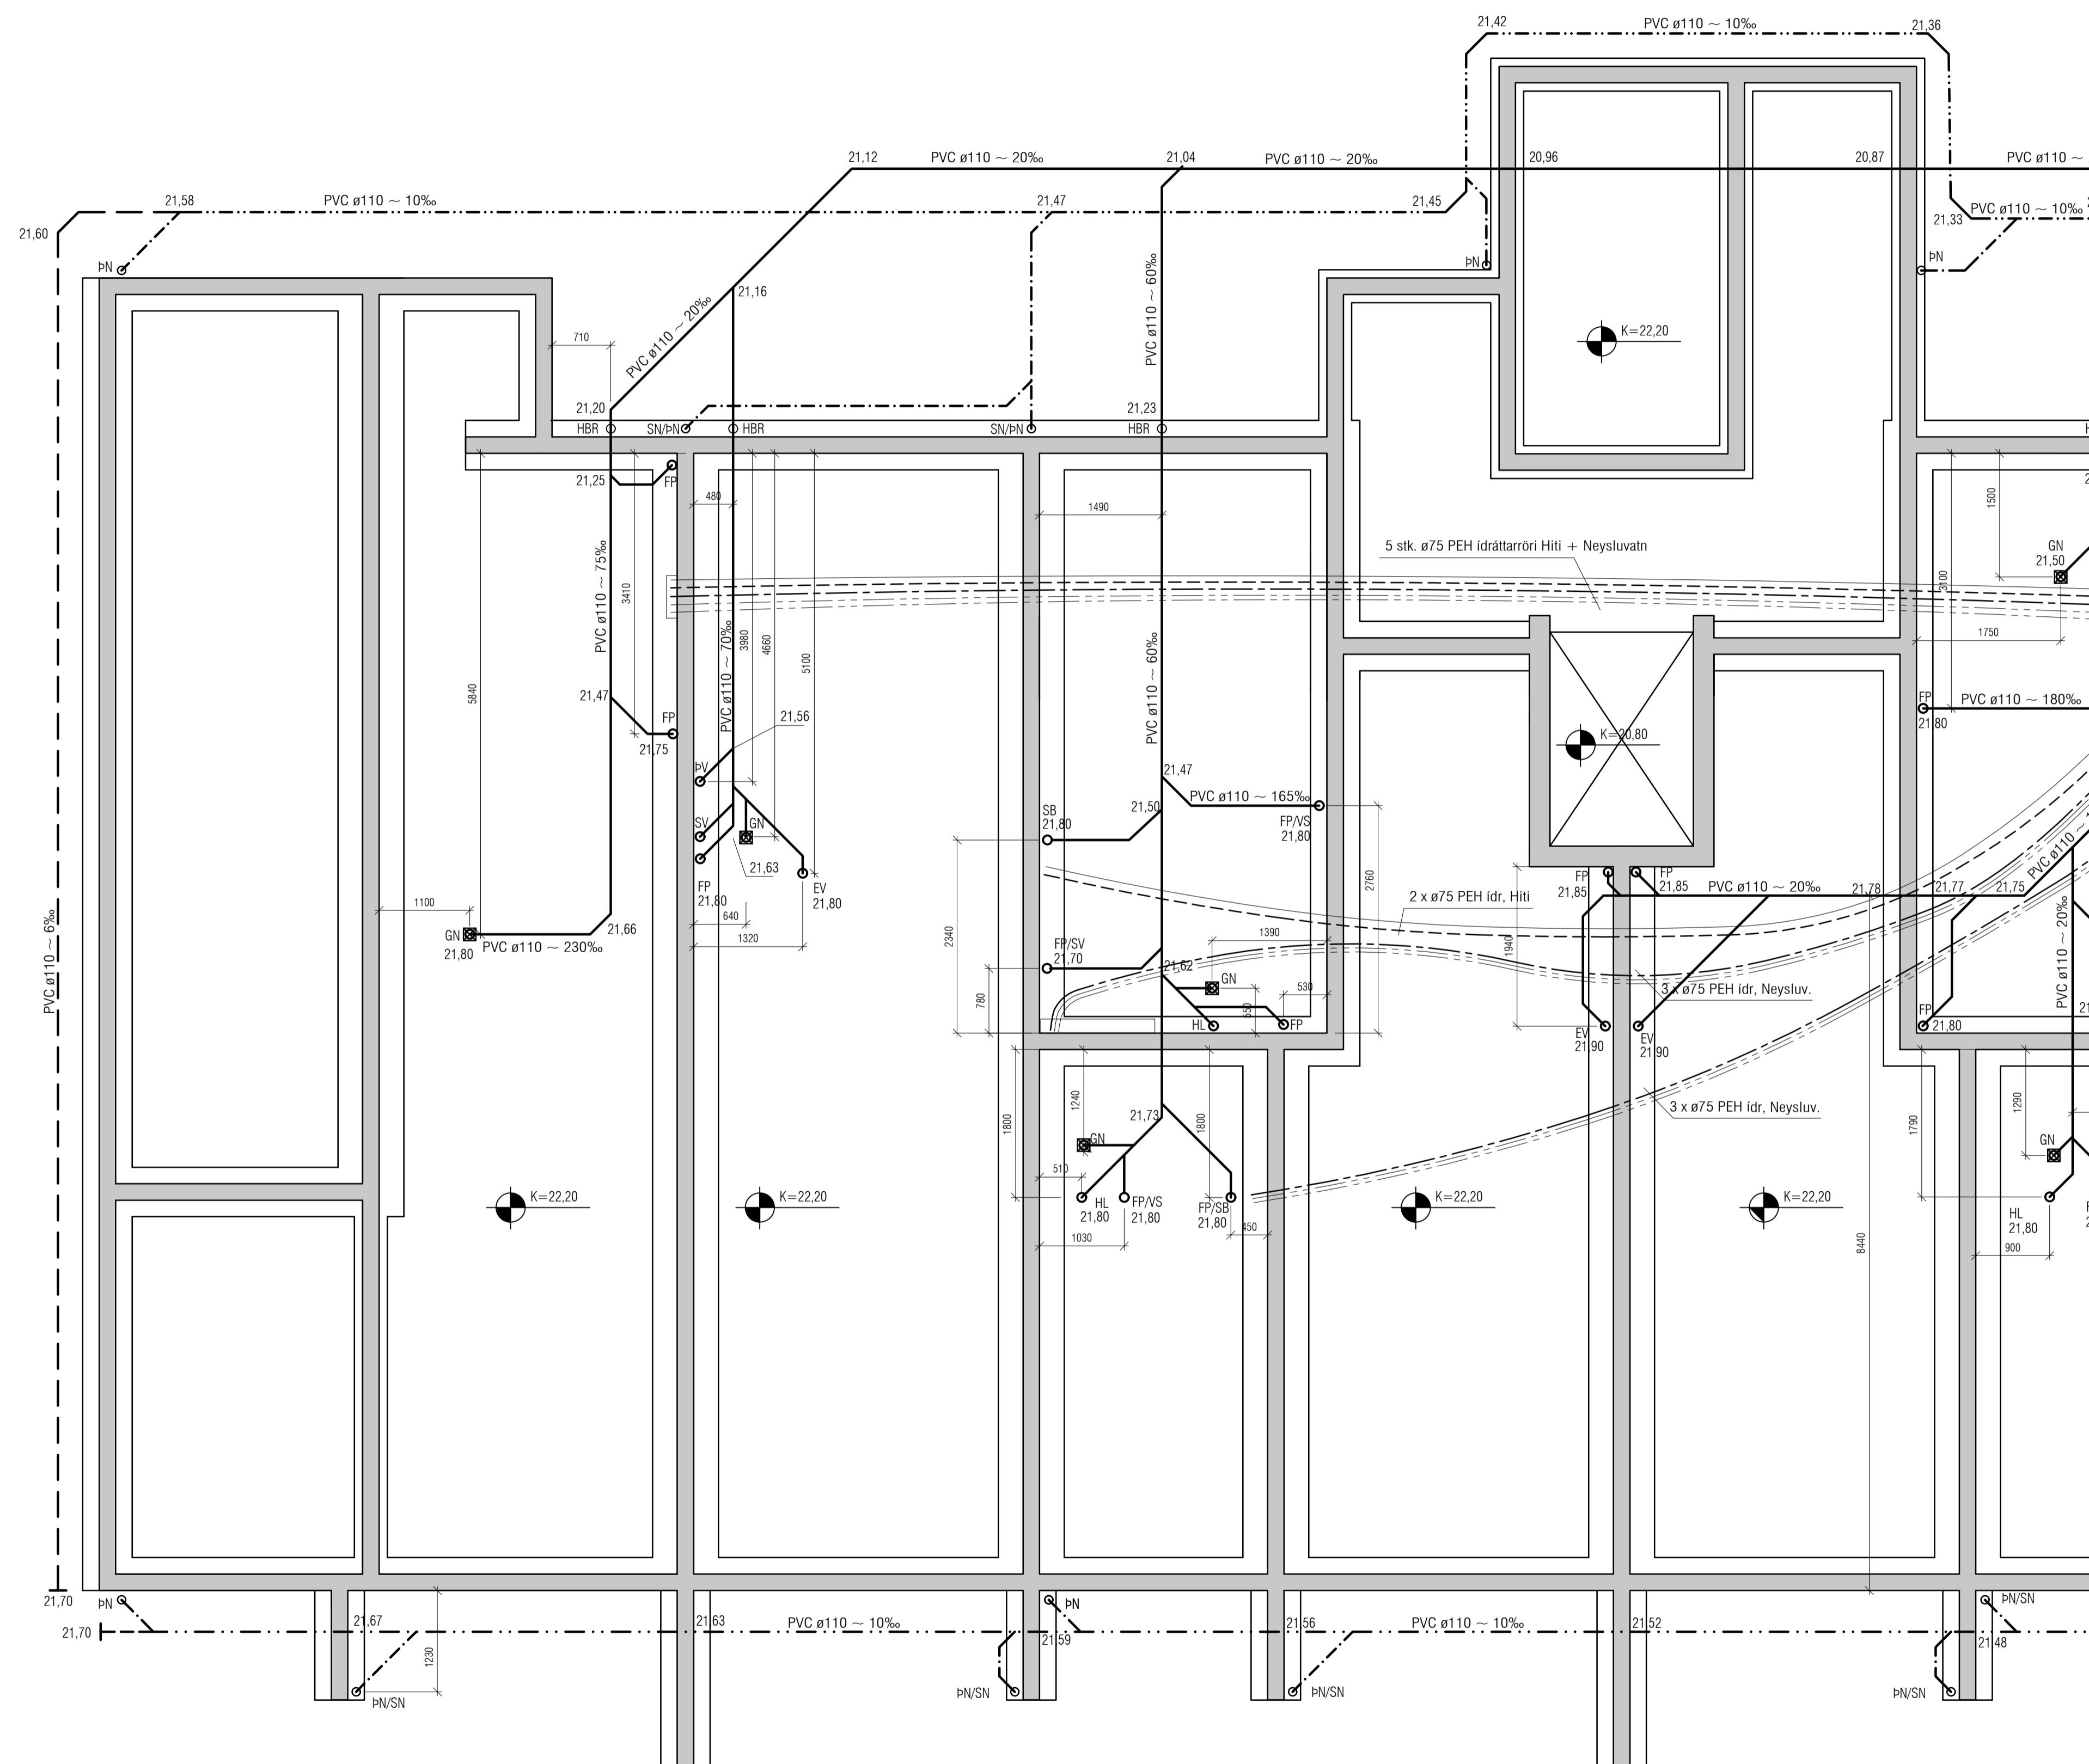 21,42
PVC ø110 ~ 10‰
21,36
21,12
PVC ø110 ~ 20‰
21,04
PVC ø110 ~ 20‰
20,96
20,87
PVC ø110 ~
21,58
PVC ø110 ~ 10‰
21,47
21,45
21,60
21,33
PVC ø110 ~ 10‰
ÞN
ÞN
ÞN
21,16
PVC ø110 ~ 20‰
PVC ø110 ~ 60‰
710
K=22,20
21,20
21,23
HBR
SN/ÞN
HBR
SN/ÞN
HBR
21,25
FP
480
1490
1500
5 stk. ø75 PEH ídráttarröri Hiti + Neysluvatn
GN
21,50
PVC ø110 ~ 75‰
3410
3980
4660
5100
PVC ø110 ~ 70‰
PVC ø110 ~ 60‰
3100
1750
5840
21,47
FP
21,75
21,56
FP
21,80
PVC ø110 ~ 180‰
K=20,80
ÞV
21,47
PVC ø110 ~ 165‰
SB
21,80
21,50
FP/VS
21,80
SV
GN
21,63
FP
21,80
EV
21,80
640
1320
1100
GN
21,80
PVC ø110 ~ 230‰
21,66
2760
2340
2 x ø75 PEH ídr, Hiti
FP
21,85
FP
21,85
PVC ø110 ~ 20‰
21,78
21,77
21,75
PVC ø110 ~
1390
FP/SV
21,70
21,62
GN
530
550
780
HL
FP
1940
3 x ø75 PEH ídr, Neysluv.
PVC ø110 ~ 20‰
EV
21,90
EV
21,90
FP
21,80
PVC ø110 ~ 6‰
1800
1240
21,73
1800
3 x ø75 PEH ídr, Neysluv.
1790
1290
GN
GN
510
HL
21,80
FP/VS
21,80
FP/SB
21,80
450
1030
K=22,20
K=22,20
K=22,20
K=22,20
HL
21,80
900
8440
21,70
ÞN
21,70
21,67
21,63
PVC ø110 ~ 10‰
ÞN
21,59
21,56
PVC ø110 ~ 10‰
21,52
ÞN/SN
21,48
1230
ÞN/SN
ÞN/SN
ÞN/SN
ÞN/SN